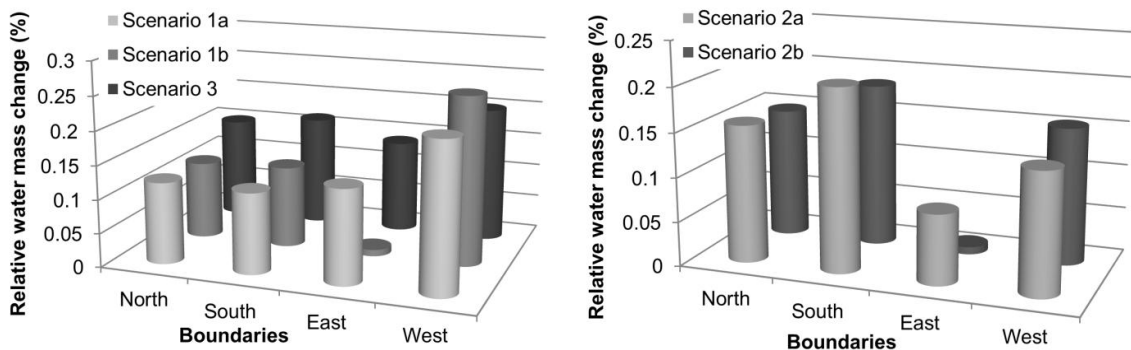 Relative water mass change (%)
Scenario 1a
Scenario 1b
Scenario 3
0.3
0.25
0.2
0.15
0.1
0.05
0
North
South
East
West
Boundaries
Relative water mass change (%)
Scenario 2a
Scenario 2b
0.25
0.2
0.15
0.1
0.05
0
North
South
East
West
Boundaries